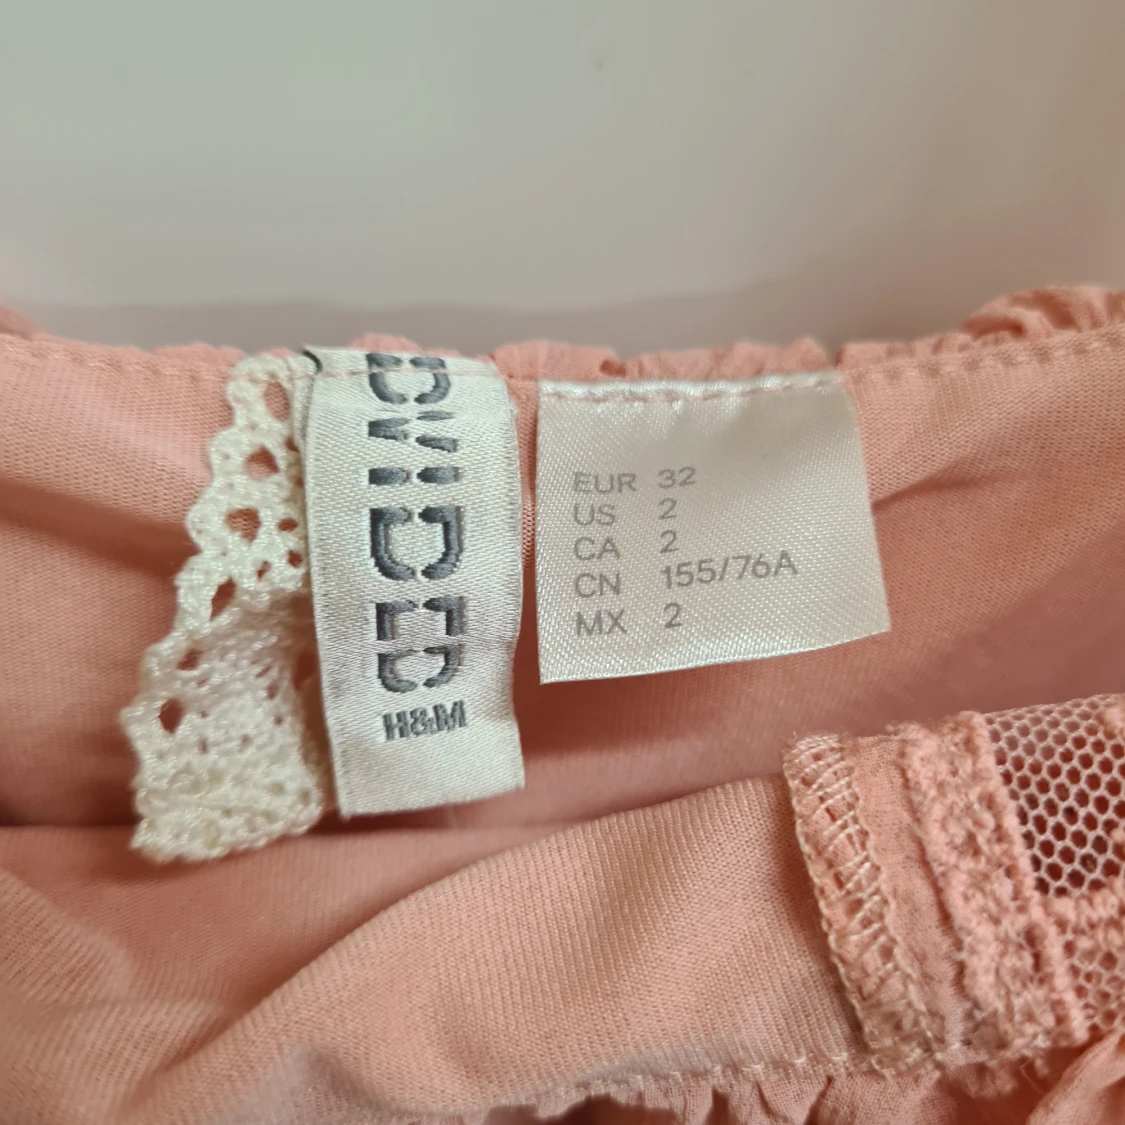 DIVIDED
H&M
EUR 32
US 2
CA 2
CN 155/76A
MX 2